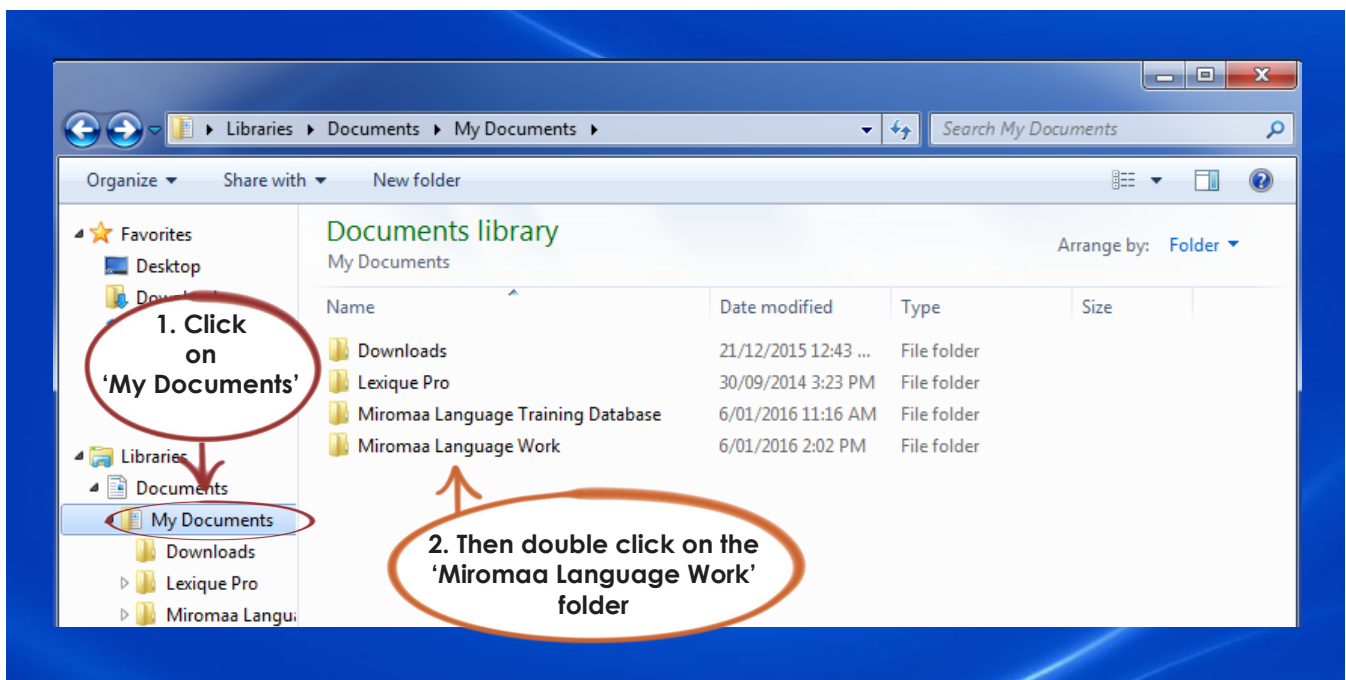 Libraries ▸ Documents ▸ My Documents ▸
Search My Documents
Organize Share with New folder
Favorites
Desktop
Documents library
My Documents
Arrange by: Folder
Name Date modified Type Size
Downloads 21/12/2015 12:43 ... File folder
Lexique Pro 30/09/2014 3:23 PM File folder
Miromaa Language Training Database 6/01/2016 11:16 AM File folder
Miromaa Language Work 6/01/2016 2:02 PM File folder
1. Click
on
‘My Documents’
Libraries
Documents
My Documents
Downloads
Lexique Pro
Miromaa Langu
2. Then double click on the
‘Miromaa Language Work’
folder